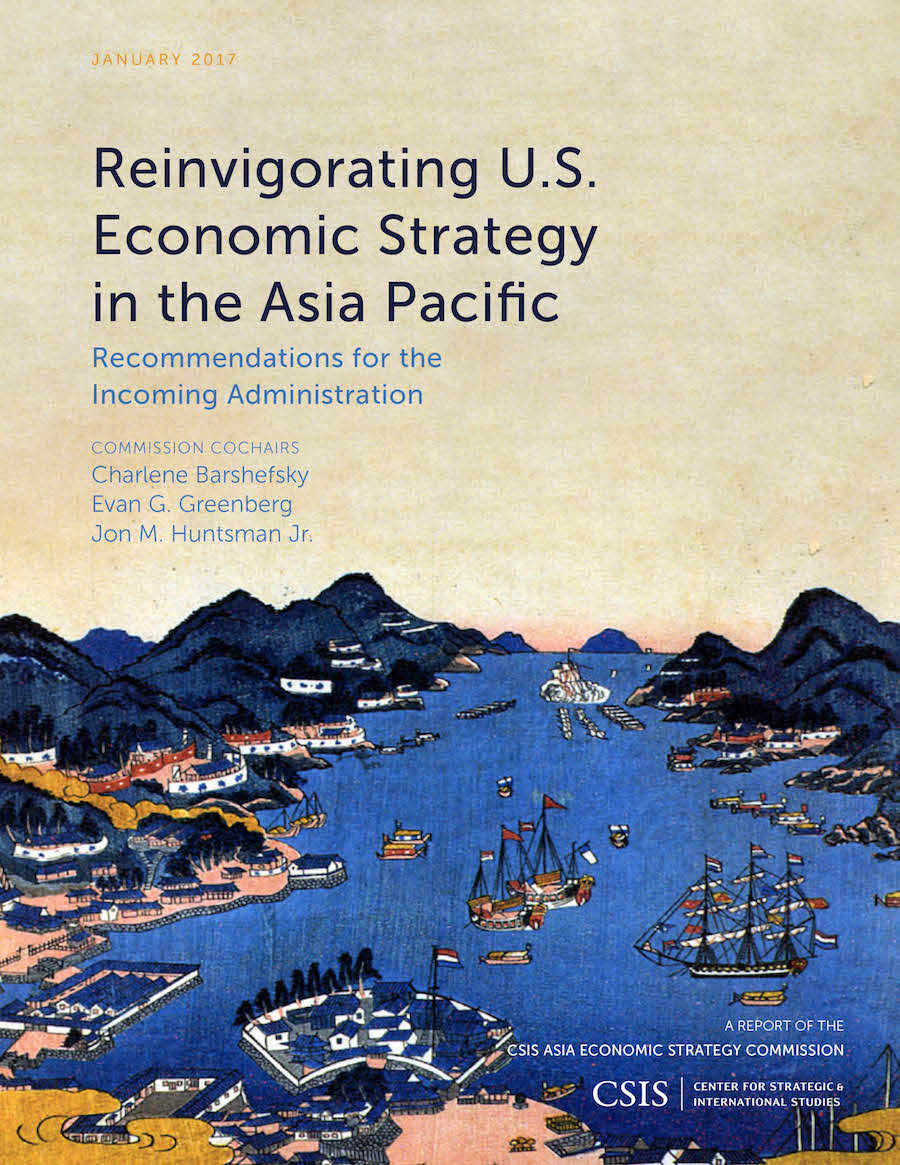 JANUARY 2017
Reinvigorating U.S.
Economic Strategy
in the Asia Pacific
Recommendations for the
Incoming Administration
COMMISSION COCHAIRS
Charlene Barshefsky
Evan G. Greenberg
Jon M. Huntsman Jr.
A REPORT OF THE
CSIS ASIA ECONOMIC STRATEGY COMMISSION
CSIS
CENTER FOR STRATEGIC &
INTERNATIONAL STUDIES